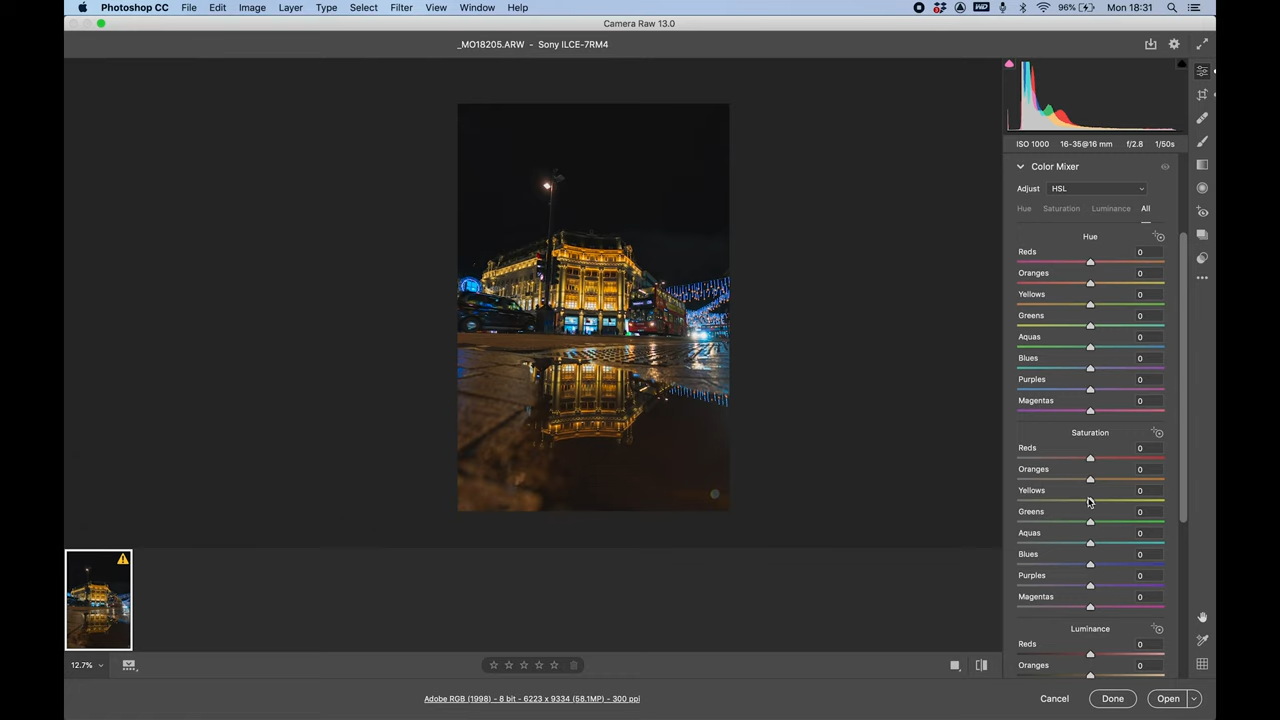 Photoshop CC File Edit Image Layer Type Select Filter View Window Help 96% Mon 18:31
Camera Raw 13.0
_MO18205.ARW - Sony ILCE-7RM4
ISO 1000 16-35@16 mm f/2.8 1/50s
Color Mixer
Adjust HSL
Hue Saturation Luminance All
Hue
Reds 0
Oranges 0
Yellows 0
Greens 0
Aquas 0
Blues 0
Purples 0
Magentas 0
Saturation
Reds 0
Oranges 0
Yellows 0
Greens 0
Aquas 0
Blues 0
Purples 0
Magentas 0
Luminance
Reds 0
Oranges 0
12.7%
Adobe RGB (1998) - 8 bit - 6223 x 9334 (58.1MP) - 300 ppi
Cancel Done Open